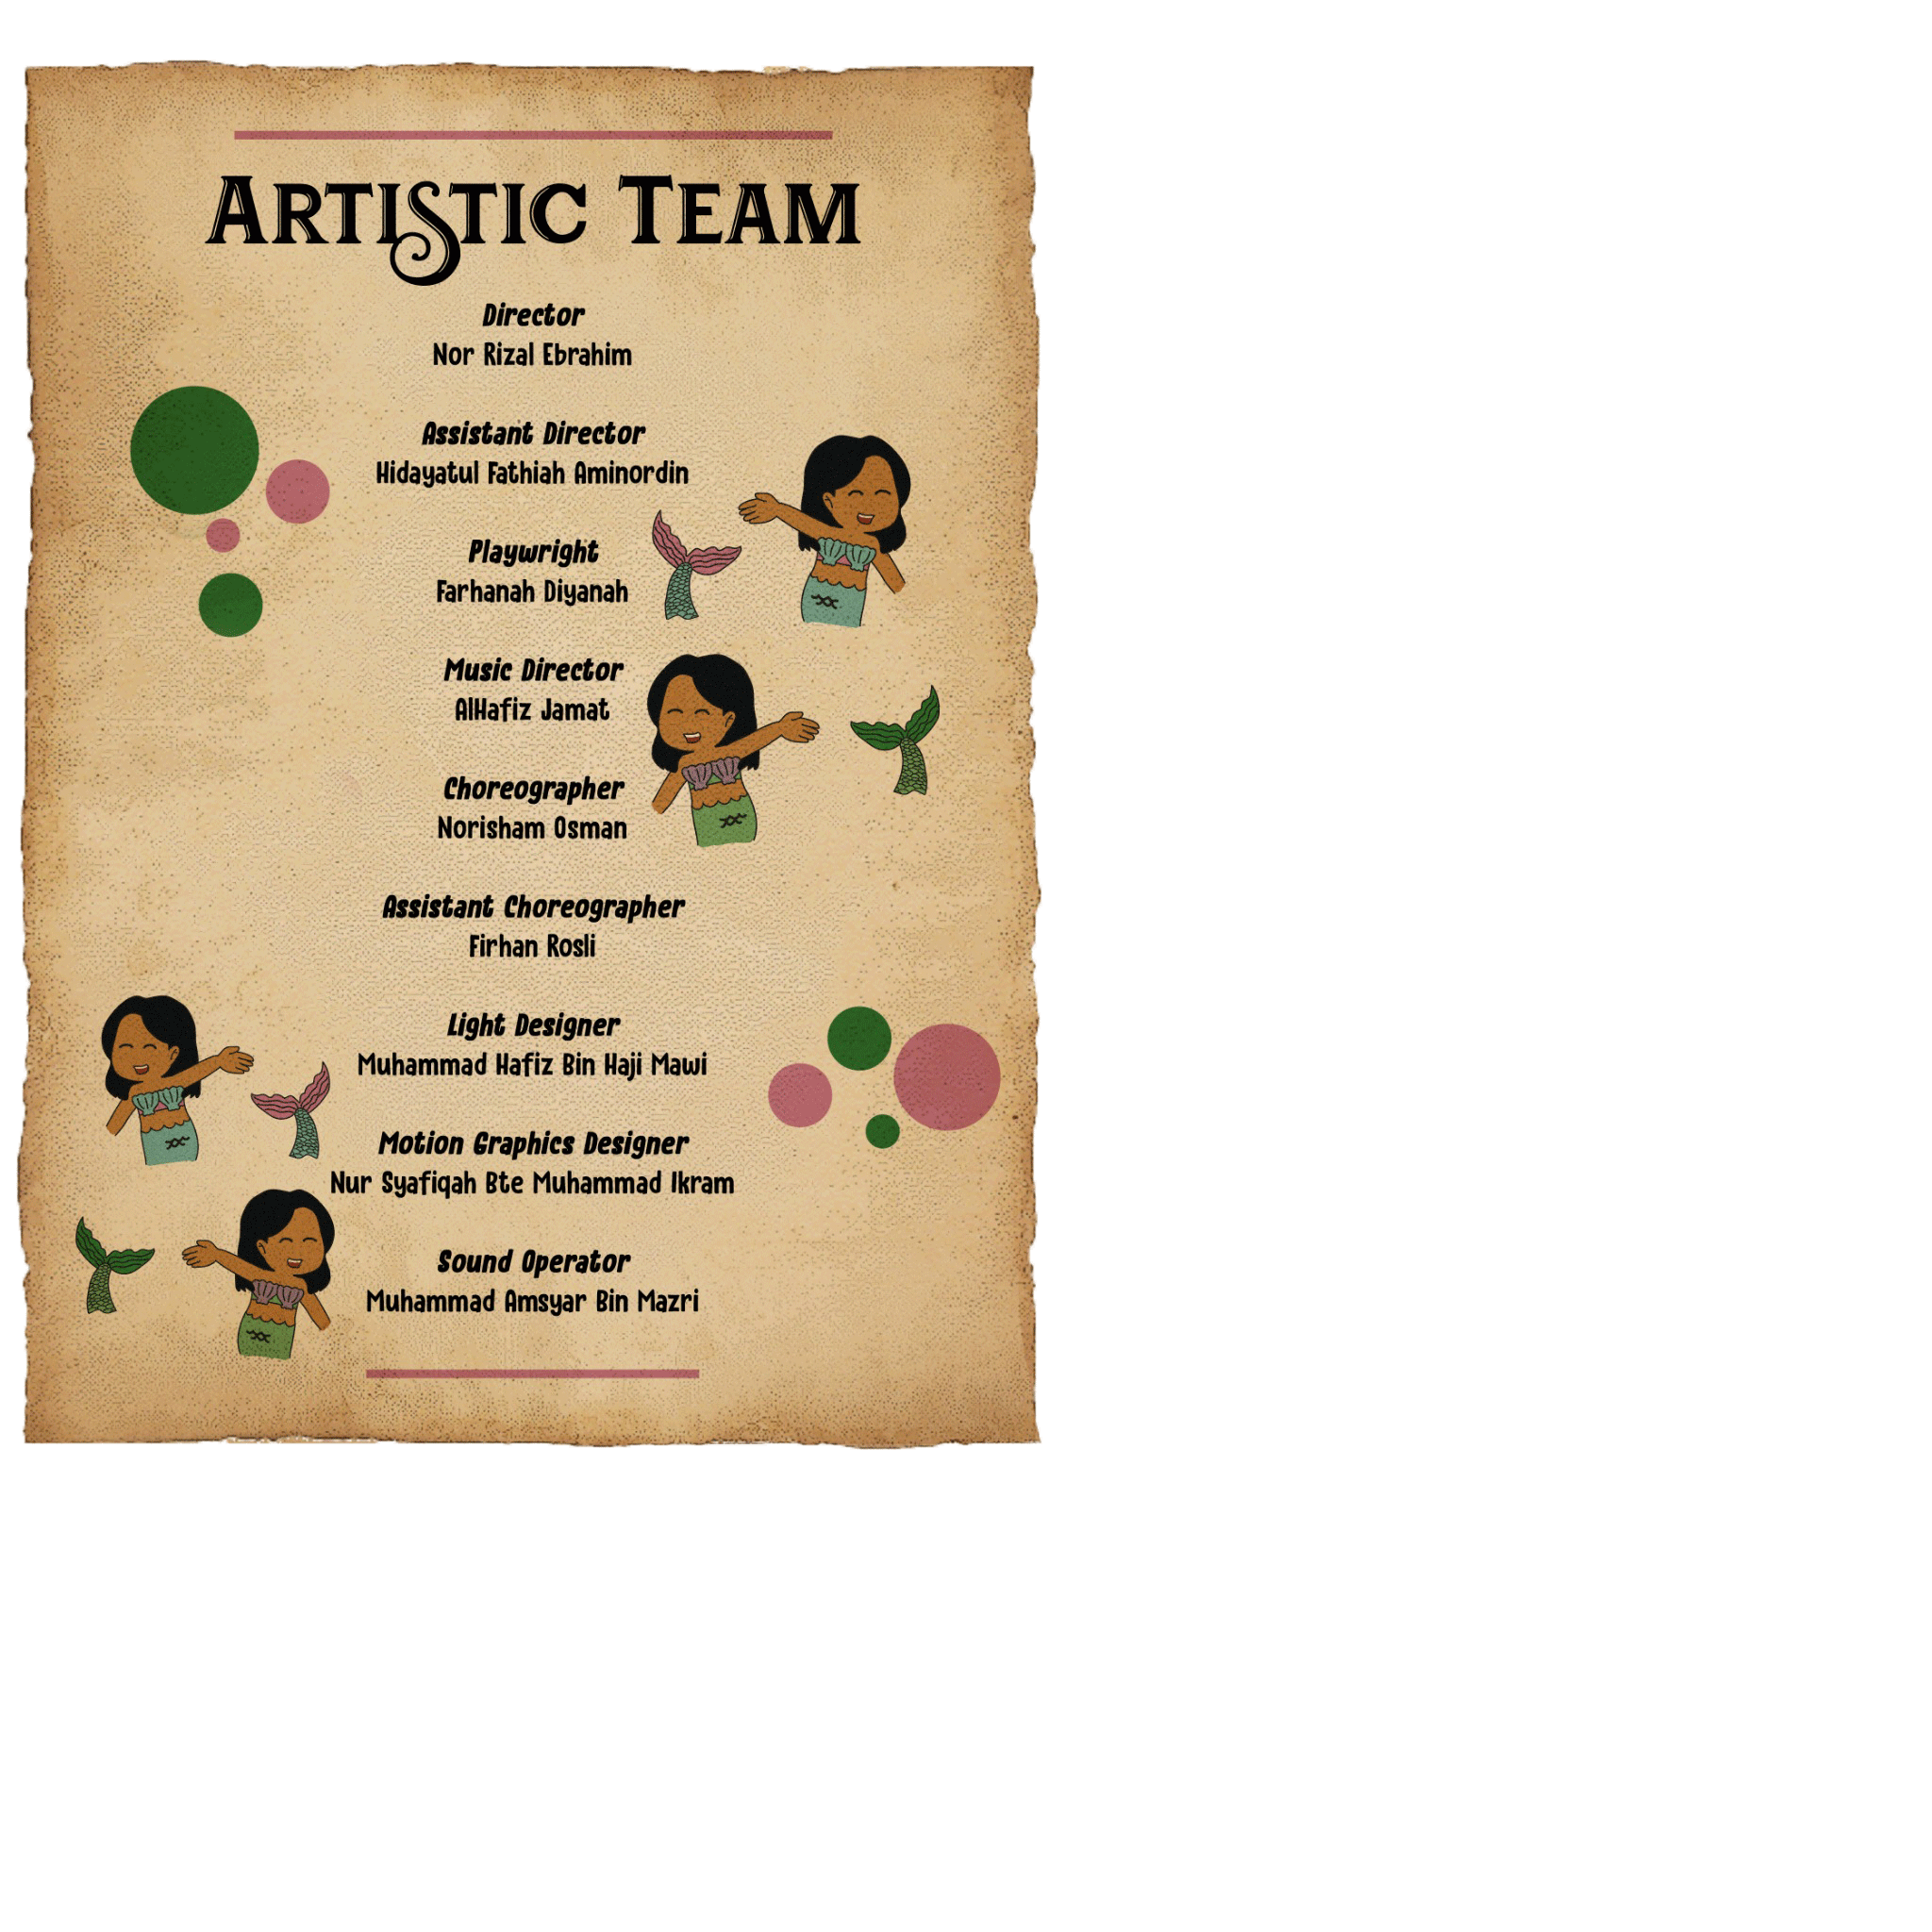 Artistic Team
Director
Nor Rizal Ebrahim
Assistant Director
Hidayatul Fathiah Aminordin
Playwright
Farhanah Diyanah
Music Director
AlHafiz Jamat
Choreographer
Norisham Osman
Assistant Choreographer
Firhan Rosli
Light Designer
Muhammad Hafiz Bin Haji Mawi
Motion Graphics Designer
Nur Syafiqah Bte Muhammad Ikram
Sound Operator
Muhammad Amsyar Bin Mazri